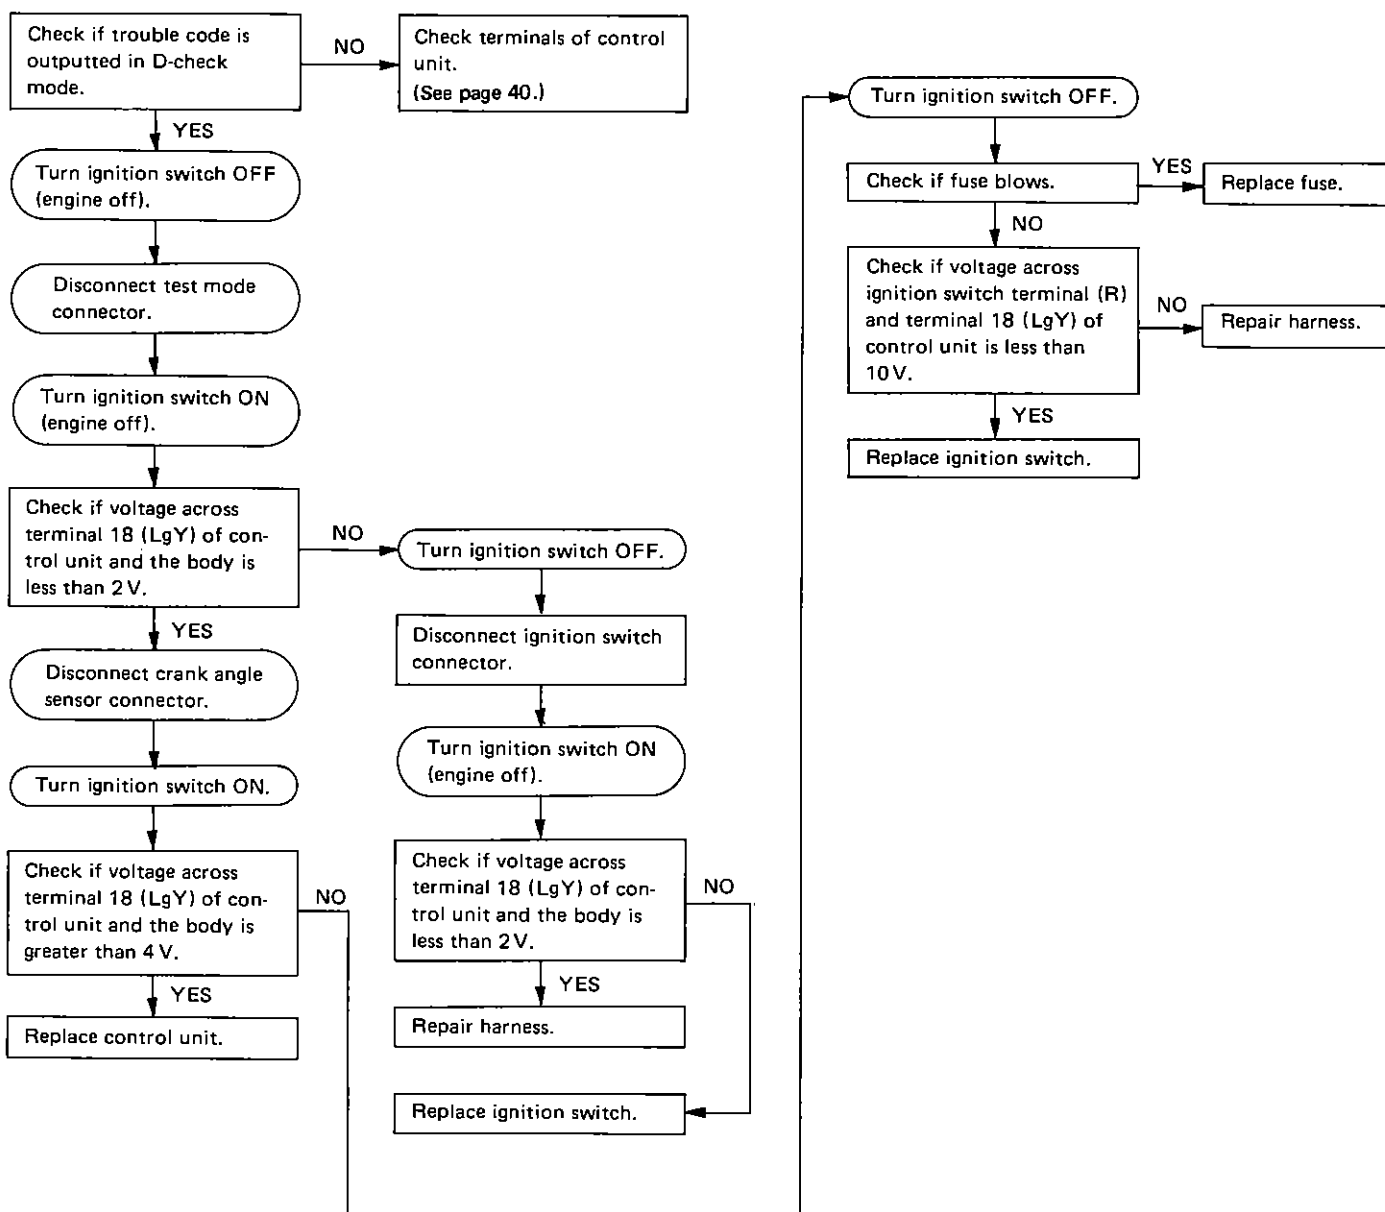 Check if trouble code is
outputted in D-check
mode.
NO
Check terminals of control
unit.
(See page 40.)
YES
Turn ignition switch OFF
(engine off).
Disconnect test mode
connector.
Turn ignition switch ON
(engine off).
Check if voltage across
terminal 18 (LgY) of con-
trol unit and the body is
less than 2V.
NO
YES
Disconnect crank angle
sensor connector.
Turn ignition switch ON.
Check if voltage across
terminal 18 (LgY) of con-
trol unit and the body is
greater than 4V.
NO
YES
Replace control unit.
Turn ignition switch OFF.
Disconnect ignition switch
connector.
Turn ignition switch ON
(engine off).
Check if voltage across
terminal 18 (LgY) of con-
trol unit and the body is
less than 2V.
NO
YES
Repair harness.
Replace ignition switch.
Turn ignition switch OFF.
Check if fuse blows.
YES
Replace fuse.
NO
Check if voltage across
ignition switch terminal (R)
and terminal 18 (LgY) of
control unit is less than
10V.
NO
Repair harness.
YES
Replace ignition switch.